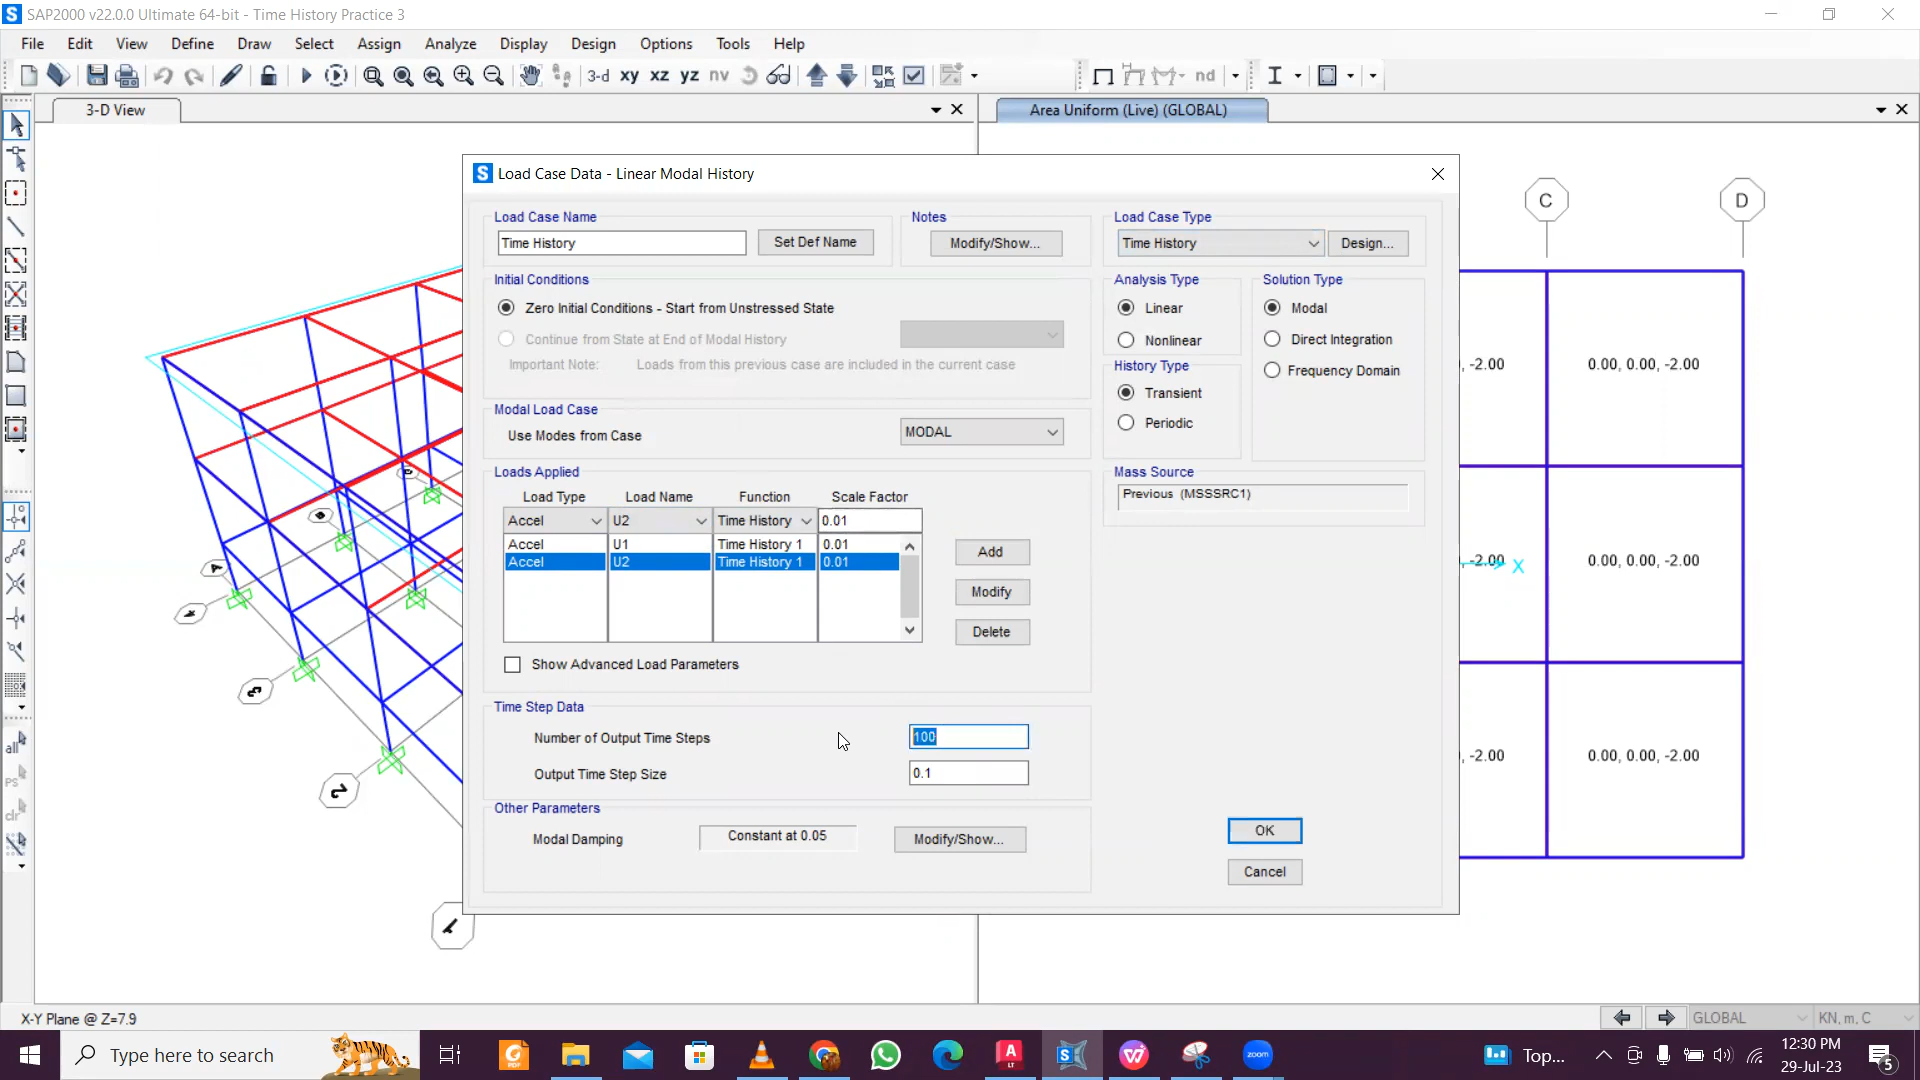 SAP2000 v22.0.0 Ultimate 64-bit - Time History Practice 3
File Edit View Define Draw Select Assign Analyze Display Design Options Tools Help
3-d xy xz yz nv nd
3-D View
Area Uniform (Live) (GLOBAL)
Load Case Data - Linear Modal History
Load Case Name
Time History
Set Def Name
Notes
Modify/Show...
Load Case Type
Time History
Design...
Initial Conditions
Zero Initial Conditions - Start from Unstressed State
Continue from State at End of Modal History
Important Note: Loads from this previous case are included in the current case
Analysis Type
Linear
Nonlinear
Solution Type
Modal
Direct Integration
Frequency Domain
History Type
Transient
Periodic
Modal Load Case
Use Modes from Case
MODAL
Mass Source
Previous (MSSSRC1)
Loads Applied
Load Type Load Name Function Scale Factor
Accel U2 Time History 0.01
Accel U1 Time History 1 0.01
Accel U2 Time History 1 0.01
Add
Modify
Delete
Show Advanced Load Parameters
Time Step Data
Number of Output Time Steps 100
Output Time Step Size 0.1
Other Parameters
Modal Damping Constant at 0.05 Modify/Show...
OK
Cancel
C D
, -2.00 0.00, 0.00, -2.00
-2.00 X 0.00, 0.00, -2.00
, -2.00 0.00, 0.00, -2.00
all
PS
clr
X-Y Plane @ Z=7.9
GLOBAL
KN, m, C
Type here to search
Top...
12:30 PM
29-Jul-23
5
zoom